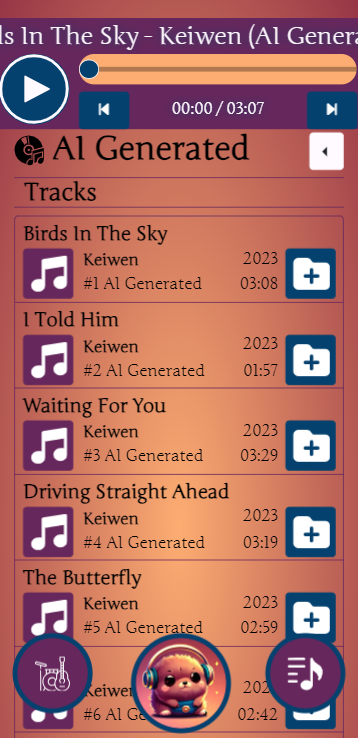 ds In The Sky - Keiwen (AI Genera
00:00 / 03:07
AI Generated
Tracks
Birds In The Sky
Keiwen 2023
#1 AI Generated 03:08
I Told Him
Keiwen 2023
#2 AI Generated 01:57
Waiting For You
Keiwen 2023
#3 AI Generated 03:29
Driving Straight Ahead
Keiwen 2023
#4 AI Generated 03:19
The Butterfly
Keiwen 2023
#5 AI Generated 02:59
Keiwen 202
#6 AI Ge 02:42